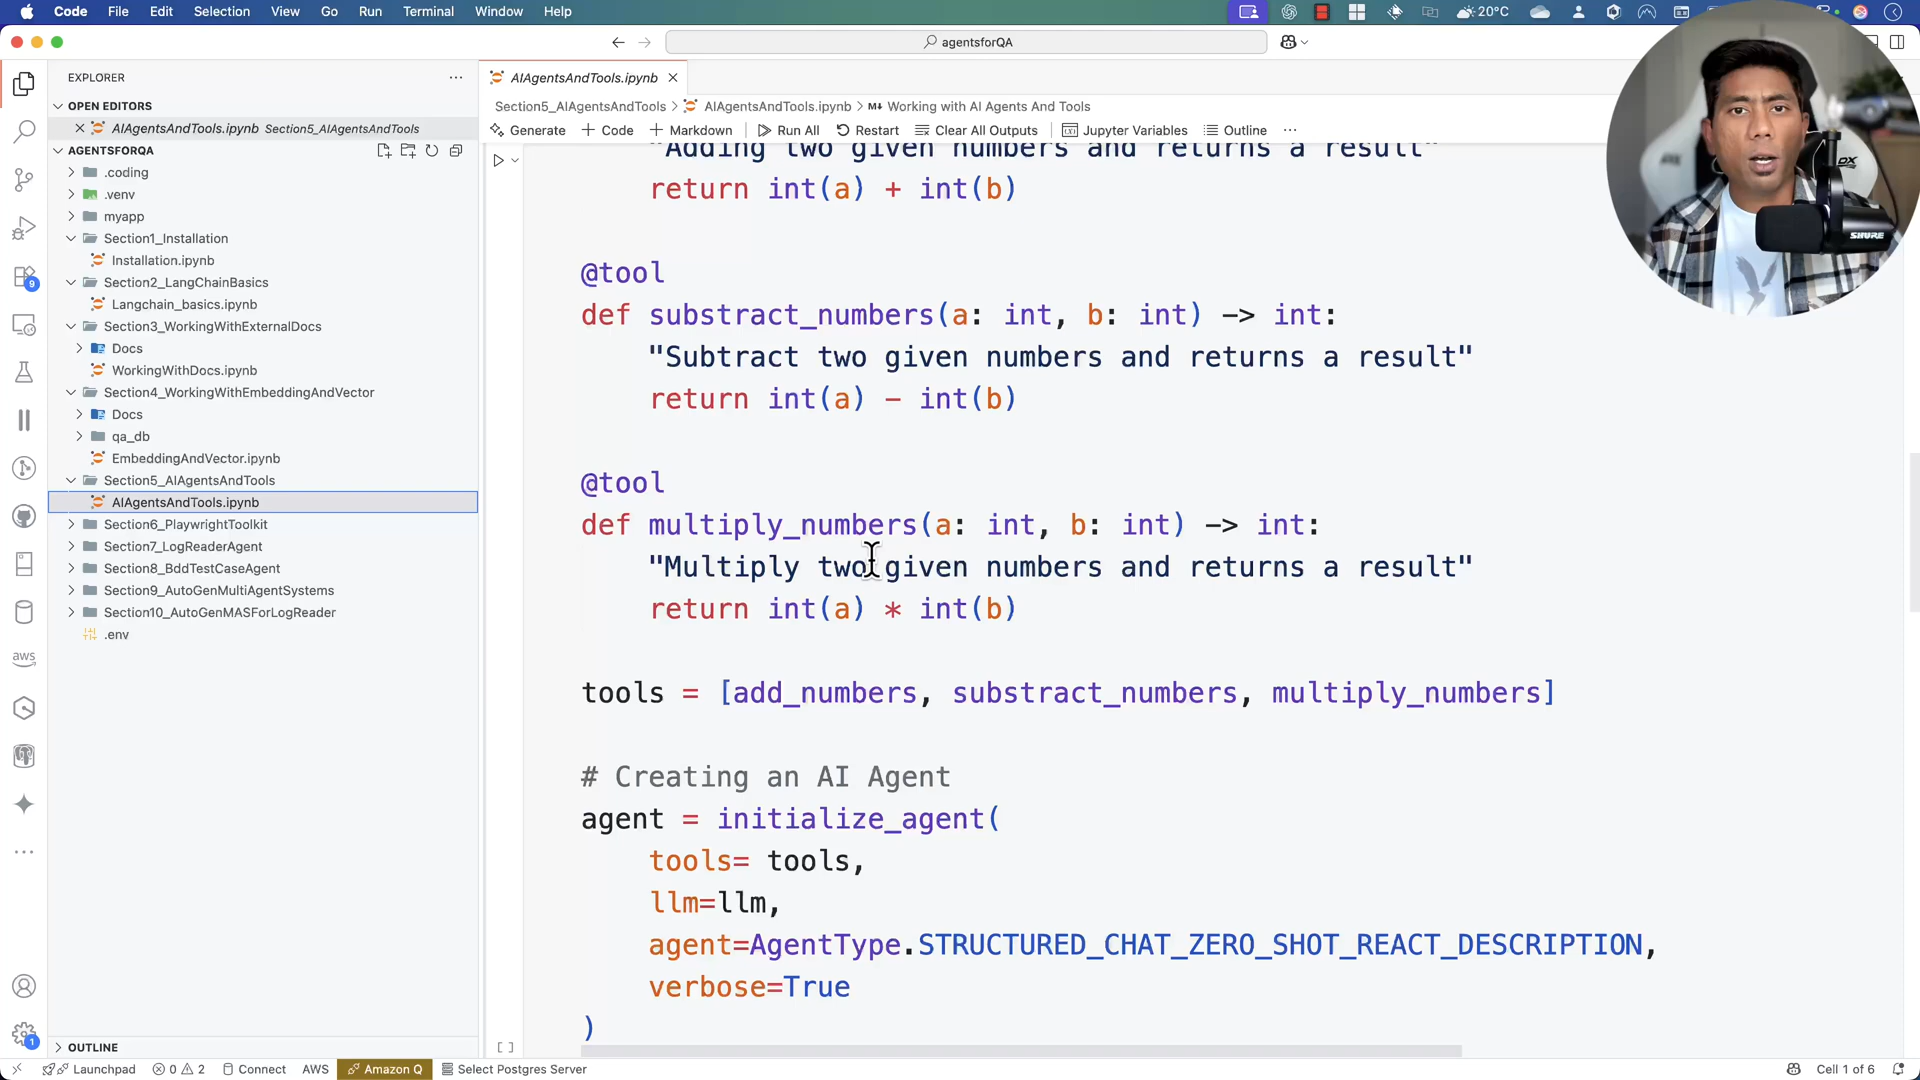 Code File Edit Selection View Go Run Terminal Window Help
20°C
agentsforQA
EXPLORER
OPEN EDITORS
AIAgentsAndTools.ipynb Section5_AIAgentsAndTools
AGENTSFORQA
.coding
.venv
myapp
Section1_Installation
Installation.ipynb
Section2_LangChainBasics
Langchain_basics.ipynb
Section3_WorkingWithExternalDocs
Docs
WorkingWithDocs.ipynb
Section4_WorkingWithEmbeddingAndVector
Docs
qa_db
EmbeddingAndVector.ipynb
Section5_AIAgentsAndTools
AIAgentsAndTools.ipynb
Section6_PlaywrightToolkit
Section7_LogReaderAgent
Section8_BddTestCaseAgent
Section9_AutoGenMultiAgentSystems
Section10_AutoGenMASForLogReader
.env
OUTLINE
9
aws
1
AIAgentsAndTools.ipynb
Section5_AIAgentsAndTools > AIAgentsAndTools.ipynb > M↓ Working with AI Agents And Tools
Generate + Code + Markdown Run All Restart Clear All Outputs Jupyter Variables Outline ...
"Adding two given numbers and returns a result"
return int(a) + int(b)
@tool
def substract_numbers(a: int, b: int) -> int:
"Subtract two given numbers and returns a result"
return int(a) - int(b)
@tool
def multiply_numbers(a: int, b: int) -> int:
"Multiply two given numbers and returns a result"
return int(a) * int(b)
tools = [add_numbers, substract_numbers, multiply_numbers]
# Creating an AI Agent
agent = initialize_agent(
tools= tools,
llm=llm,
agent=AgentType.STRUCTURED_CHAT_ZERO_SHOT_REACT_DESCRIPTION,
verbose=True
)
[ ]
SHURE
DX
Launchpad 0 2 Connect AWS Amazon Q Select Postgres Server
Cell 1 of 6